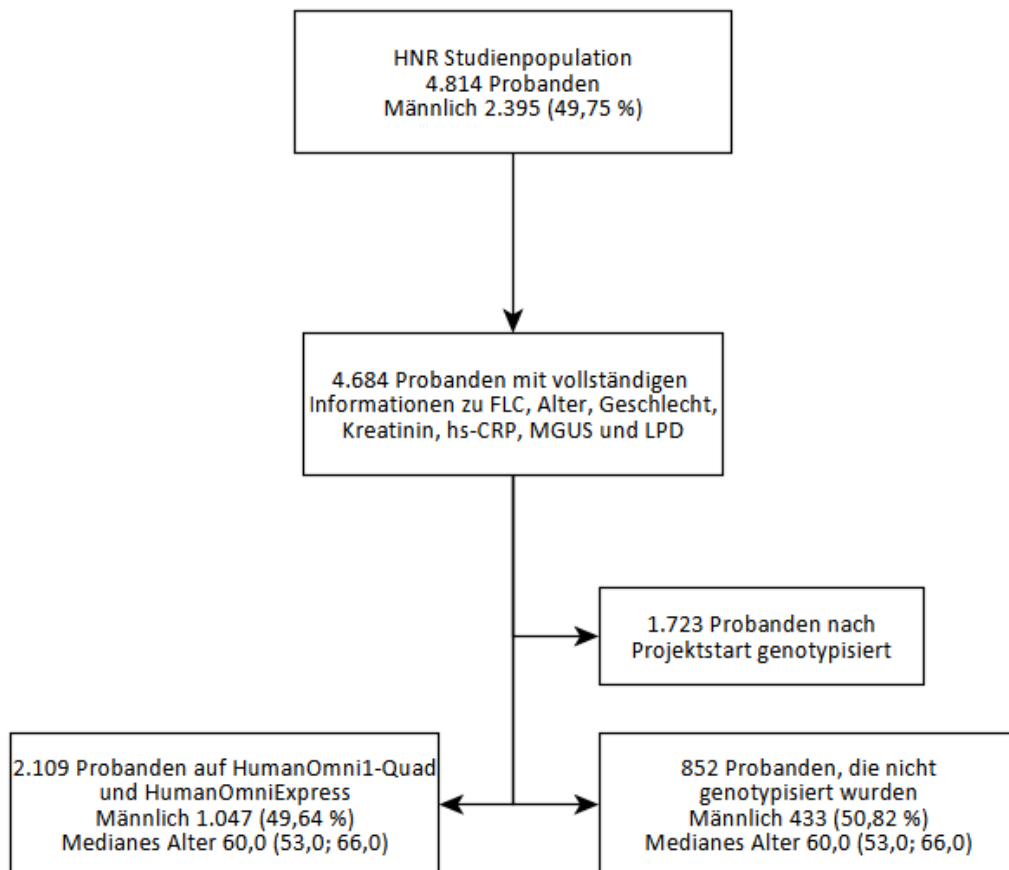 HNR Studienpopulation
4.814 Probanden
Männlich 2.395 (49,75 %)
4.684 Probanden mit vollständigen
Informationen zu FLC, Alter, Geschlecht,
Kreatinin, hs-CRP, MGUS und LPD
1.723 Probanden nach
Projektstart genotypisiert
2.109 Probanden auf HumanOmni1-Quad
und HumanOmniExpress
Männlich 1.047 (49,64 %)
Medianes Alter 60,0 (53,0; 66,0)
852 Probanden, die nicht
genotypisiert wurden
Männlich 433 (50,82 %)
Medianes Alter 60,0 (53,0; 66,0)